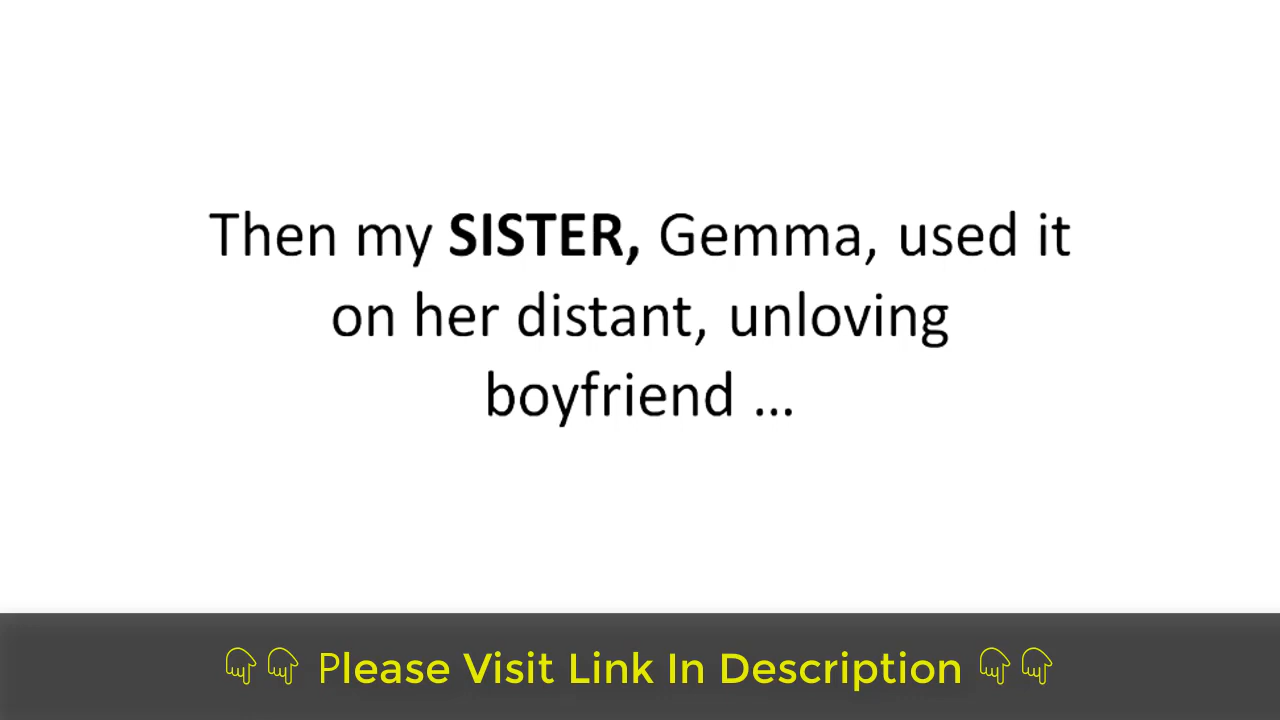 Then my SISTER, Gemma, used it
on her distant, unloving
boyfriend ...
👇👇 Please Visit Link In Description 👇👇